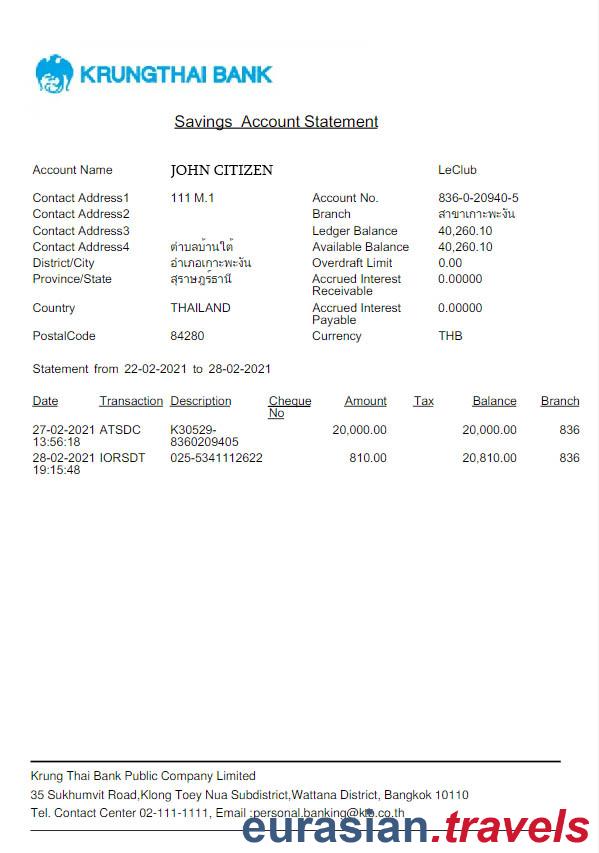 KRUNGTHAI BANK
Savings Account Statement
Account Name JOHN CITIZEN LeClub
Contact Address1 111 M.1 Account No. 836-0-20940-5
Contact Address2 Branch สาขาเกาะพะงัน
Contact Address3 Ledger Balance 40,260.10
Contact Address4 ตำบลบ้านใต้ Available Balance 40,260.10
District/City อำเภอเกาะพะงัน Overdraft Limit 0.00
Province/State สุราษฎร์ธานี Accrued Interest 0.00000
Receivable
Country THAILAND Accrued Interest 0.00000
Payable
PostalCode 84280 Currency THB
Statement from 22-02-2021 to 28-02-2021
Date Transaction Description Cheque Amount Tax Balance Branch
No
27-02-2021 ATSDC K30529- 20,000.00 20,000.00 836
13:56:18 8360209405
28-02-2021 IORSDT 025-5341112622 810.00 20,810.00 836
19:15:48
Krung Thai Bank Public Company Limited
35 Sukhumvit Road,Klong Toey Nua Subdistrict,Wattana District, Bangkok 10110
Tel. Contact Center 02-111-1111, Email :personal.banking@ktb.co.th
eurasian.travels